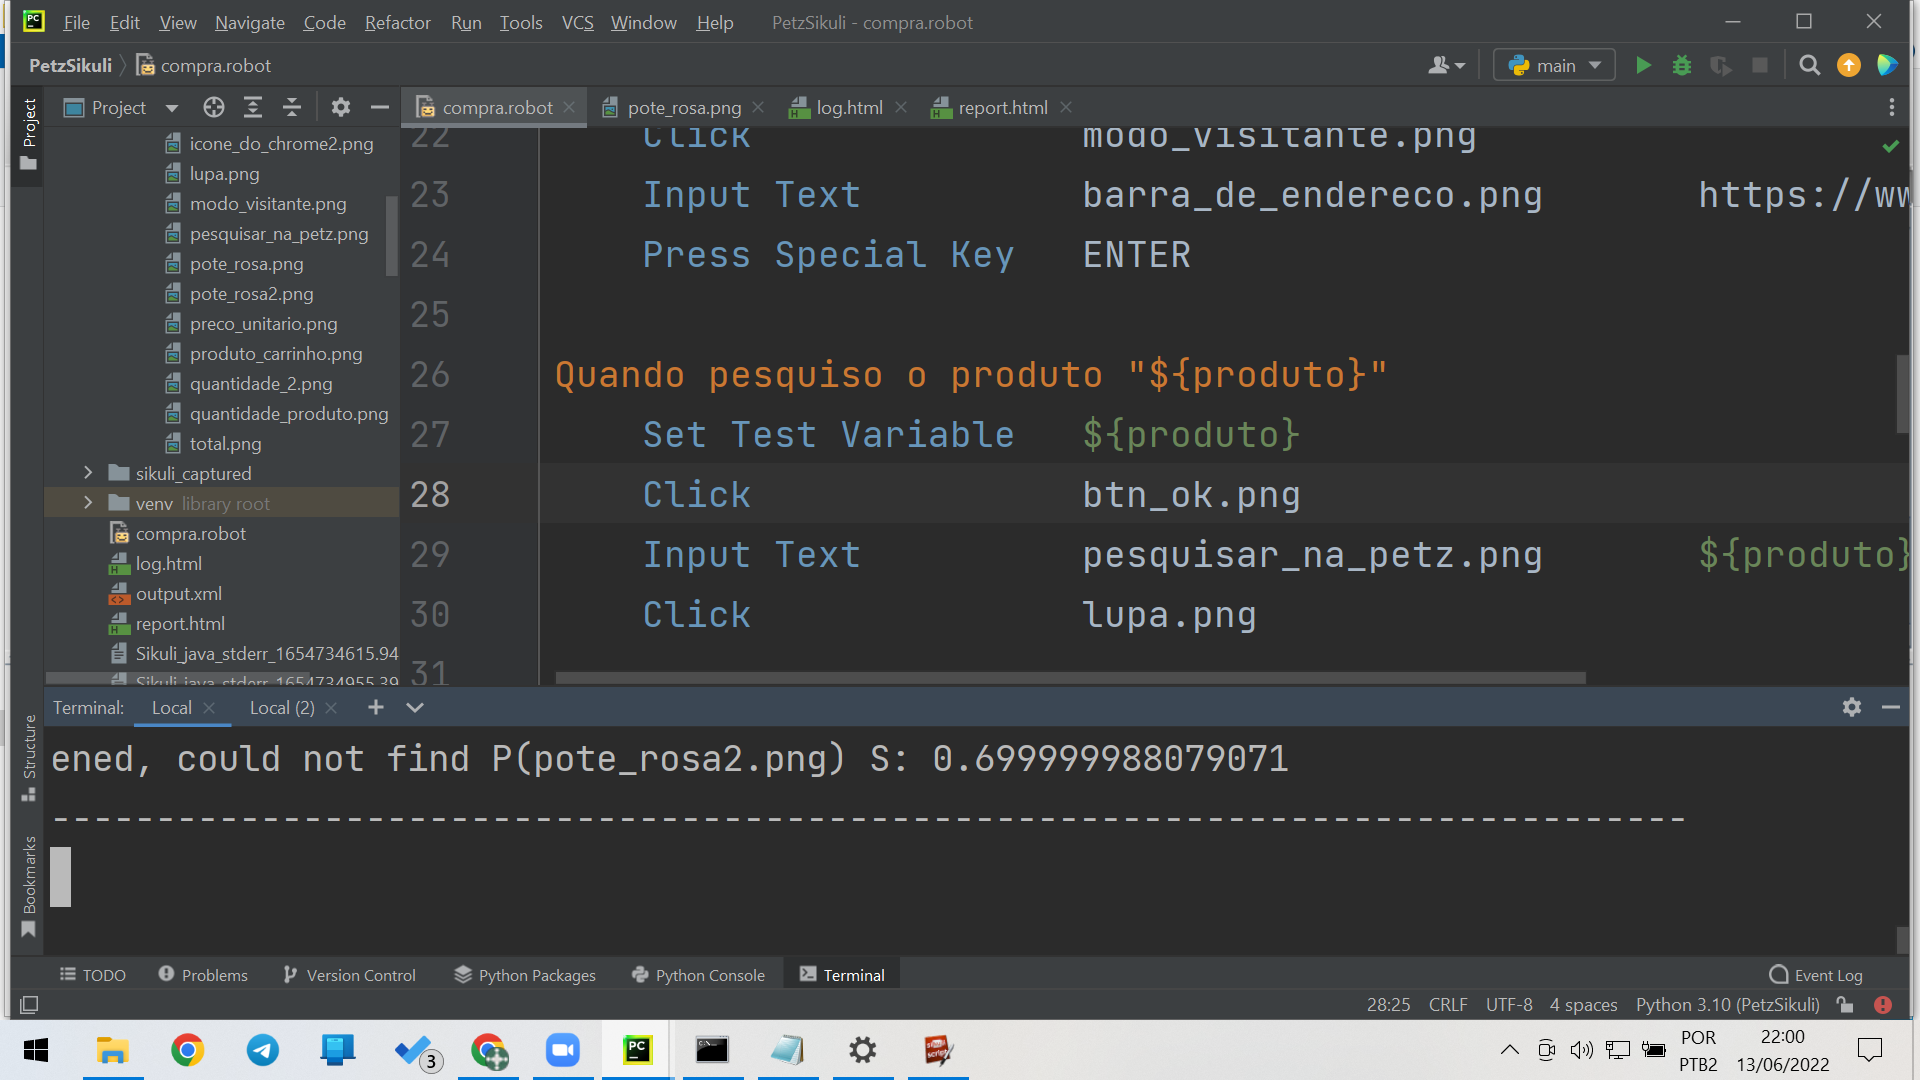 File Edit View Navigate Code Refactor Run Tools VCS Window Help PetzSikuli - compra.robot
PetzSikuli compra.robot main
Project
Project
compra.robot pote_rosa.png log.html report.html
icone_do_chrome2.png
lupa.png
modo_visitante.png
pesquisar_na_petz.png
pote_rosa.png
pote_rosa2.png
preco_unitario.png
produto_carrinho.png
quantidade_2.png
quantidade_produto.png
total.png
sikuli_captured
venv library root
compra.robot
log.html
output.xml
report.html
Sikuli_java_stderr_1654734615.94
Sikuli_java_stderr_1654734955.39
22 Click modo_visitante.png
23 Input Text barra_de_endereco.png https://ww
24 Press Special Key ENTER
25
26 Quando pesquiso o produto "${produto}"
27 Set Test Variable ${produto}
28 Click btn_ok.png
29 Input Text pesquisar_na_petz.png ${produto}
30 Click lupa.png
31
Terminal: Local Local (2)
ened, could not find P(pote_rosa2.png) S: 0.699999988079071
------------------------------------------------------------------------------
Structure
Bookmarks
TODO Problems Version Control Python Packages Python Console Terminal Event Log
28:25 CRLF UTF-8 4 spaces Python 3.10 (PetzSikuli)
PC
3
POR
PTB2
22:00
13/06/2022